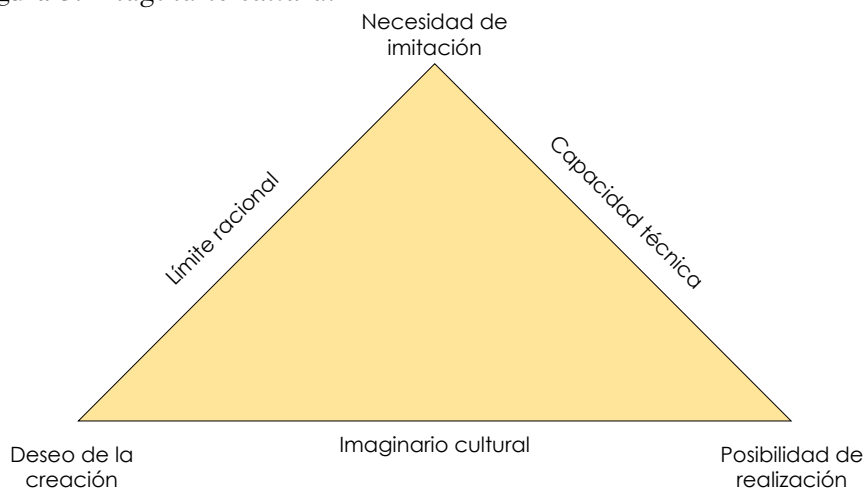 Necesidad de
imitación
Límite racional
Capacidad técnica
Imaginario cultural
Deseo de la
creación
Posibilidad de
realización